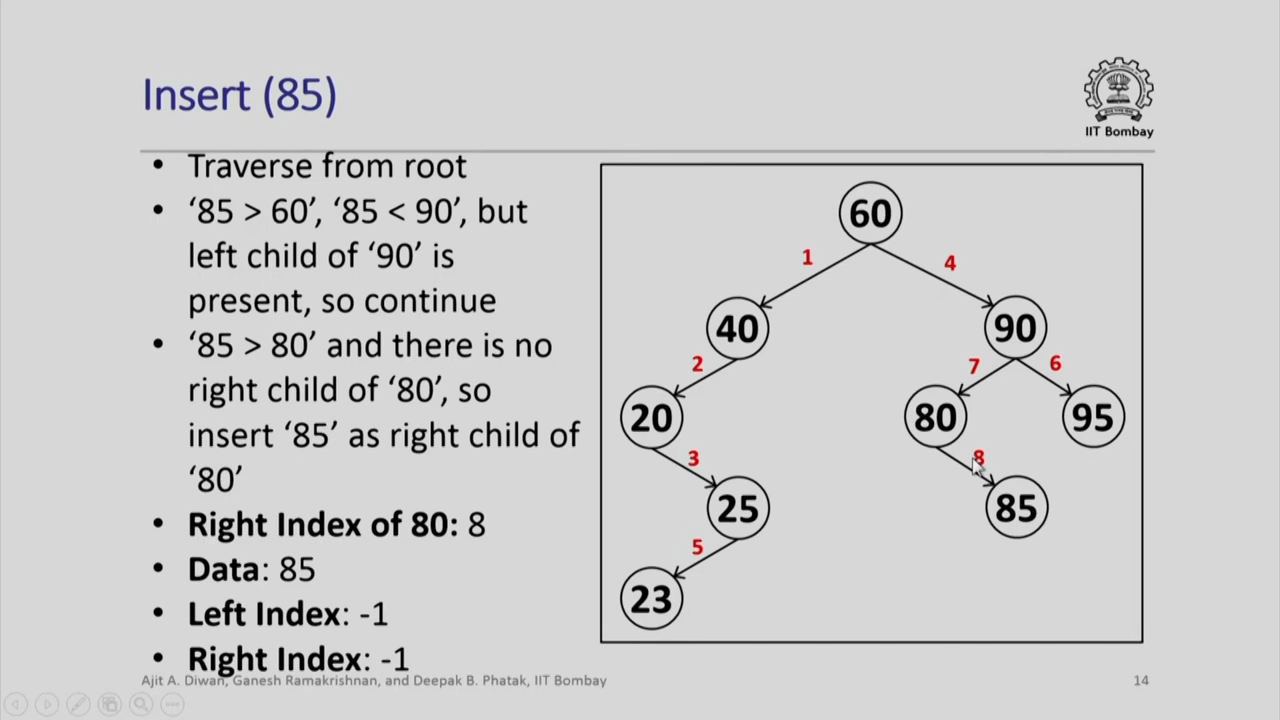 Insert (85)
IIT Bombay
• Traverse from root
• ‘85 > 60’, ‘85 < 90’, but
left child of ‘90’ is
present, so continue
• ‘85 > 80’ and there is no
right child of ‘80’, so
insert ‘85’ as right child of
‘80’
• Right Index of 80: 8
• Data: 85
• Left Index: -1
• Right Index: -1
60
1
4
40
90
2
7
6
20
80
95
3
8
25
85
5
23
Ajit A. Diwan, Ganesh Ramakrishnan, and Deepak B. Phatak, IIT Bombay
14